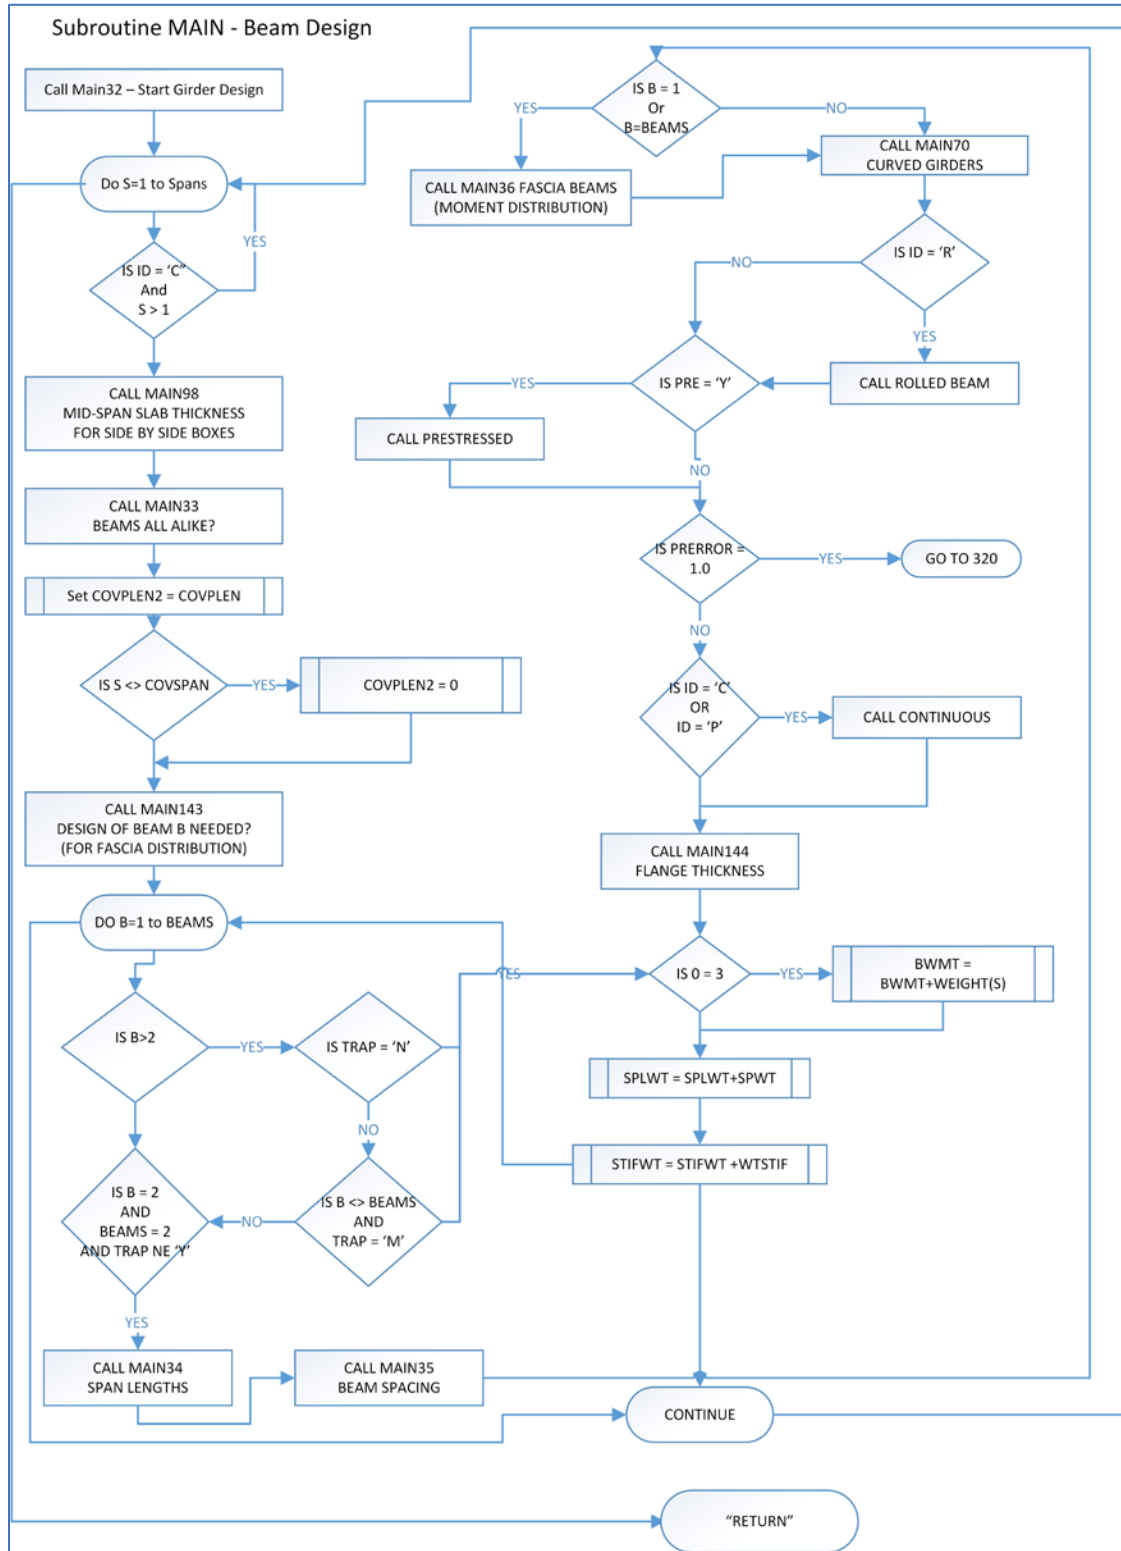 Subroutine MAIN - Beam Design
Call Main32 – Start Girder Design
Do S=1 to Spans
YES
IS ID = ‘C”
And
S > 1
CALL MAIN98
MID-SPAN SLAB THICKNESS
FOR SIDE BY SIDE BOXES
CALL MAIN33
BEAMS ALL ALIKE?
Set COVPLEN2 = COVPLEN
IS S <> COVSPAN
YES
COVPLEN2 = 0
CALL MAIN143
DESIGN OF BEAM B NEEDED?
(FOR FASCIA DISTRIBUTION)
DO B=1 to BEAMS
IS B>2
YES
IS TRAP = ‘N’
YES
NO
IS B <> BEAMS
AND
TRAP = ‘M’
NO
IS B = 2
AND
BEAMS = 2
AND TRAP NE ‘Y’
YES
CALL MAIN34
SPAN LENGTHS
CALL MAIN35
BEAM SPACING
IS B = 1
Or
B=BEAMS
YES
NO
CALL MAIN36 FASCIA BEAMS
(MOMENT DISTRIBUTION)
CALL MAIN70
CURVED GIRDERS
IS ID = ‘R’
NO
YES
CALL ROLLED BEAM
IS PRE = ‘Y’
YES
CALL PRESTRESSED
NO
IS PRERROR =
1.0
YES
GO TO 320
NO
IS ID = ‘C’
OR
ID = ‘P’
YES
CALL CONTINUOUS
CALL MAIN144
FLANGE THICKNESS
IS 0 = 3
YES
BWMT =
BWMT+WEIGHT(S)
SPLWT = SPLWT+SPWT
STIFWT = STIFWT +WTSTIF
CONTINUE
“RETURN”